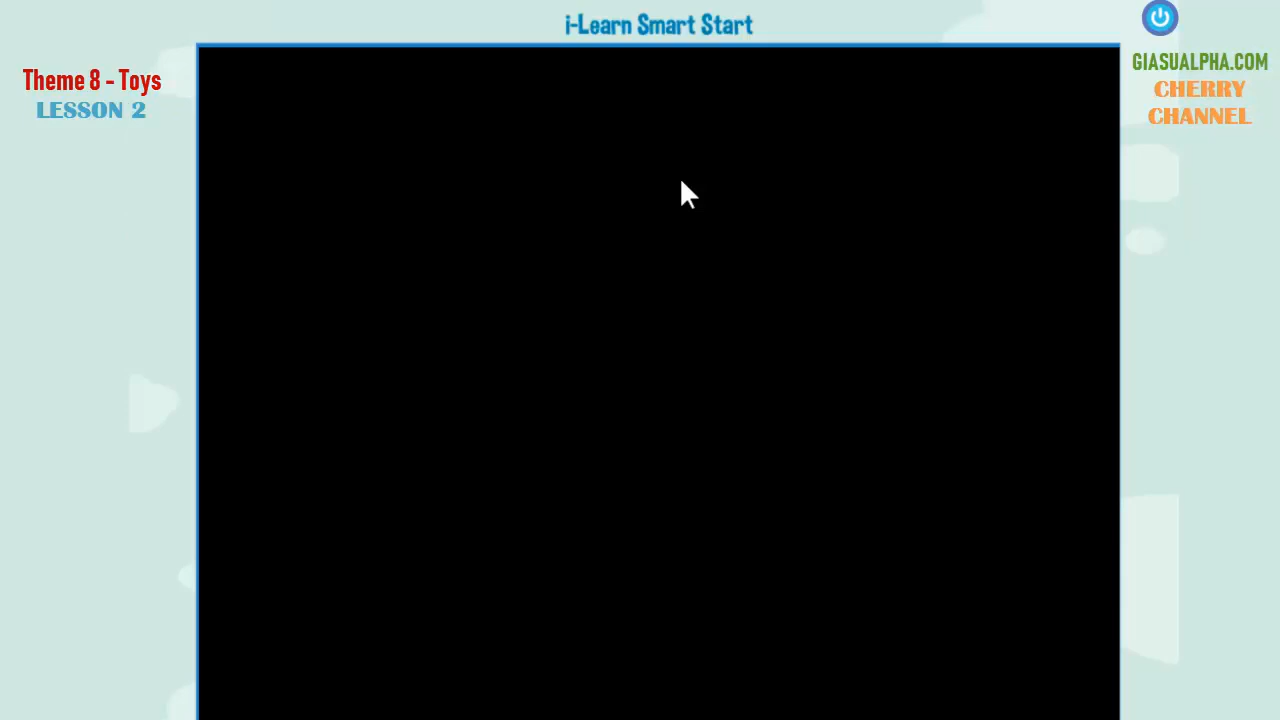 i-Learn Smart Start
Theme 8 - Toys
LESSON 2
GIASUALPHA.COM
CHERRY
CHANNEL